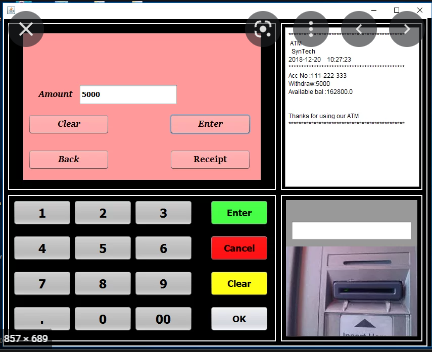 Amount 5000
Clear Enter
Back Receipt
ATM
SynTech
2018-12-20 10:27:23
Acc No:111-222-333
Withdraw:5000
Available bal :162800.0
Thanks for using our ATM
1 2 3 Enter
4 5 6 Cancel
7 8 9 Clear
. 0 00 OK
857 × 689